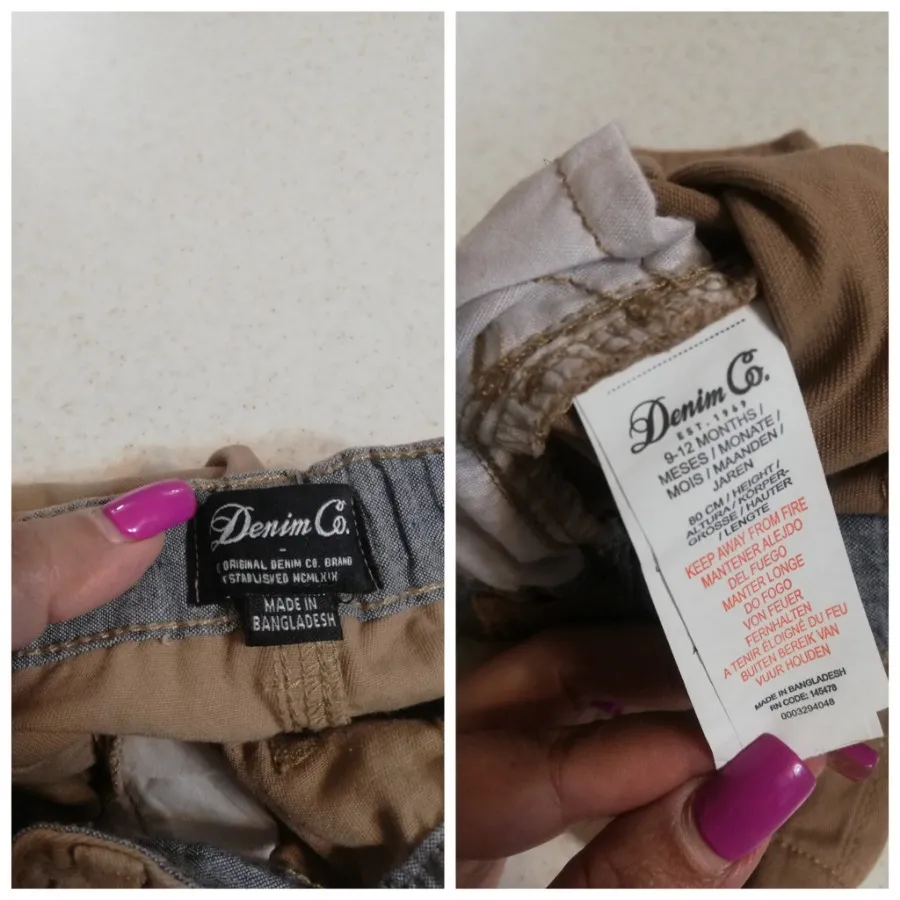 Denim Co.
-
ORIGINAL DENIM CO. BRAND
ESTABLISHED MCMLXIX
MADE IN
BANGLADESH
Denim Co.
EST. 1969
9-12 MONTHS /
MESES / MONATE /
MOIS / MAANDEN /
JAREN
80 CM / HEIGHT /
ALTURA / KÖRPER-
GRÖSSE / HAUTER
/ LENGTE
KEEP AWAY FROM FIRE
MANTENER ALEJDO
DEL FUEGO
MANTER LONGE
DO FOGO
VON FEUER
FERNHALTEN
A TENIR ÉLOIGNÉ DU FEU
BUITEN BEREIK VAN
VUUR HOUDEN
MADE IN BANGLADESH
RN CODE: 145478
0003294048